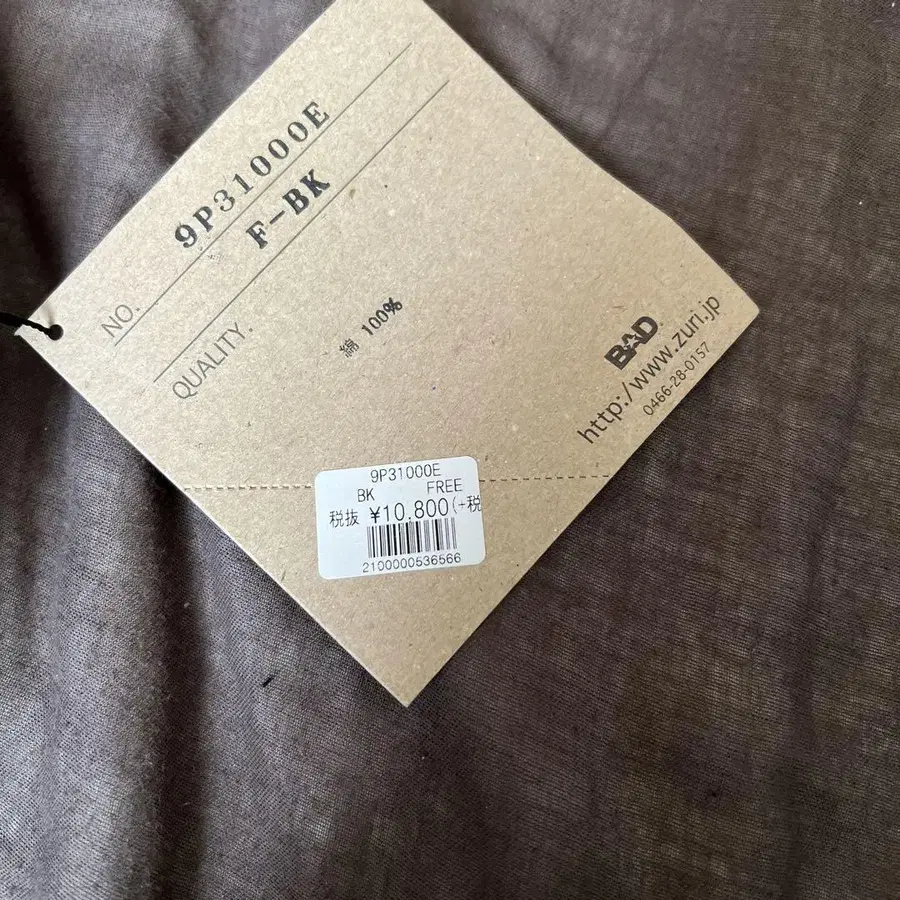 NO. 9P31000E
F-BK
QUALITY.
綿 100%
BAD
http:/www.zuri.jp
0466-28-0157
9P31000E
BK FREE
税抜 ¥10,800(+税
2100000536566